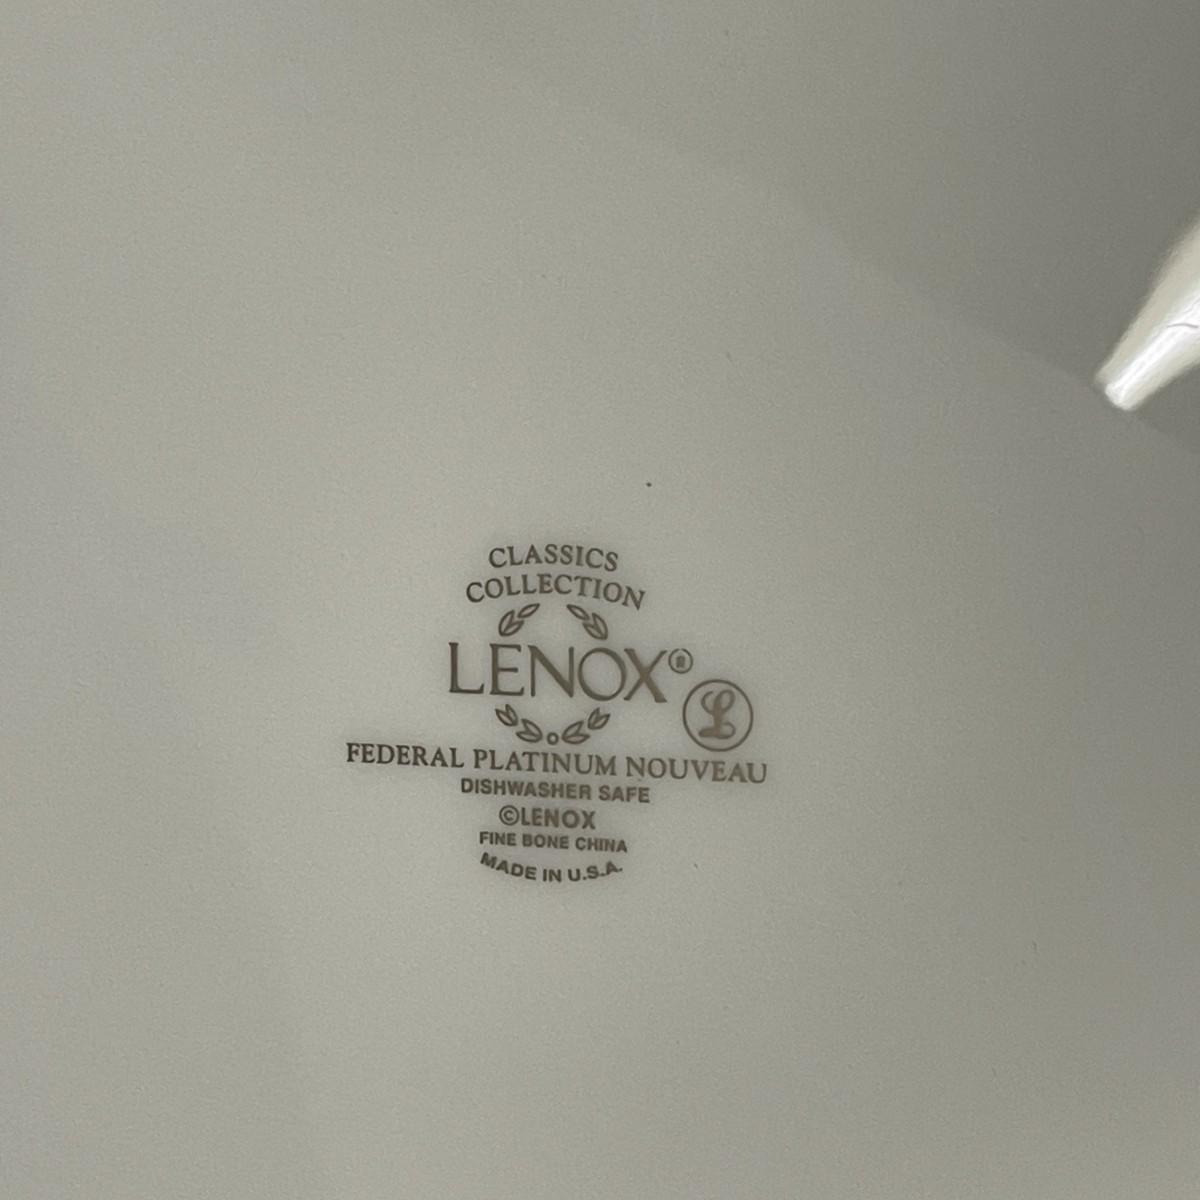 CLASSICS
COLLECTION
LENOX®
L
FEDERAL PLATINUM NOUVEAU
DISHWASHER SAFE
©LENOX
FINE BONE CHINA
MADE IN U.S.A.